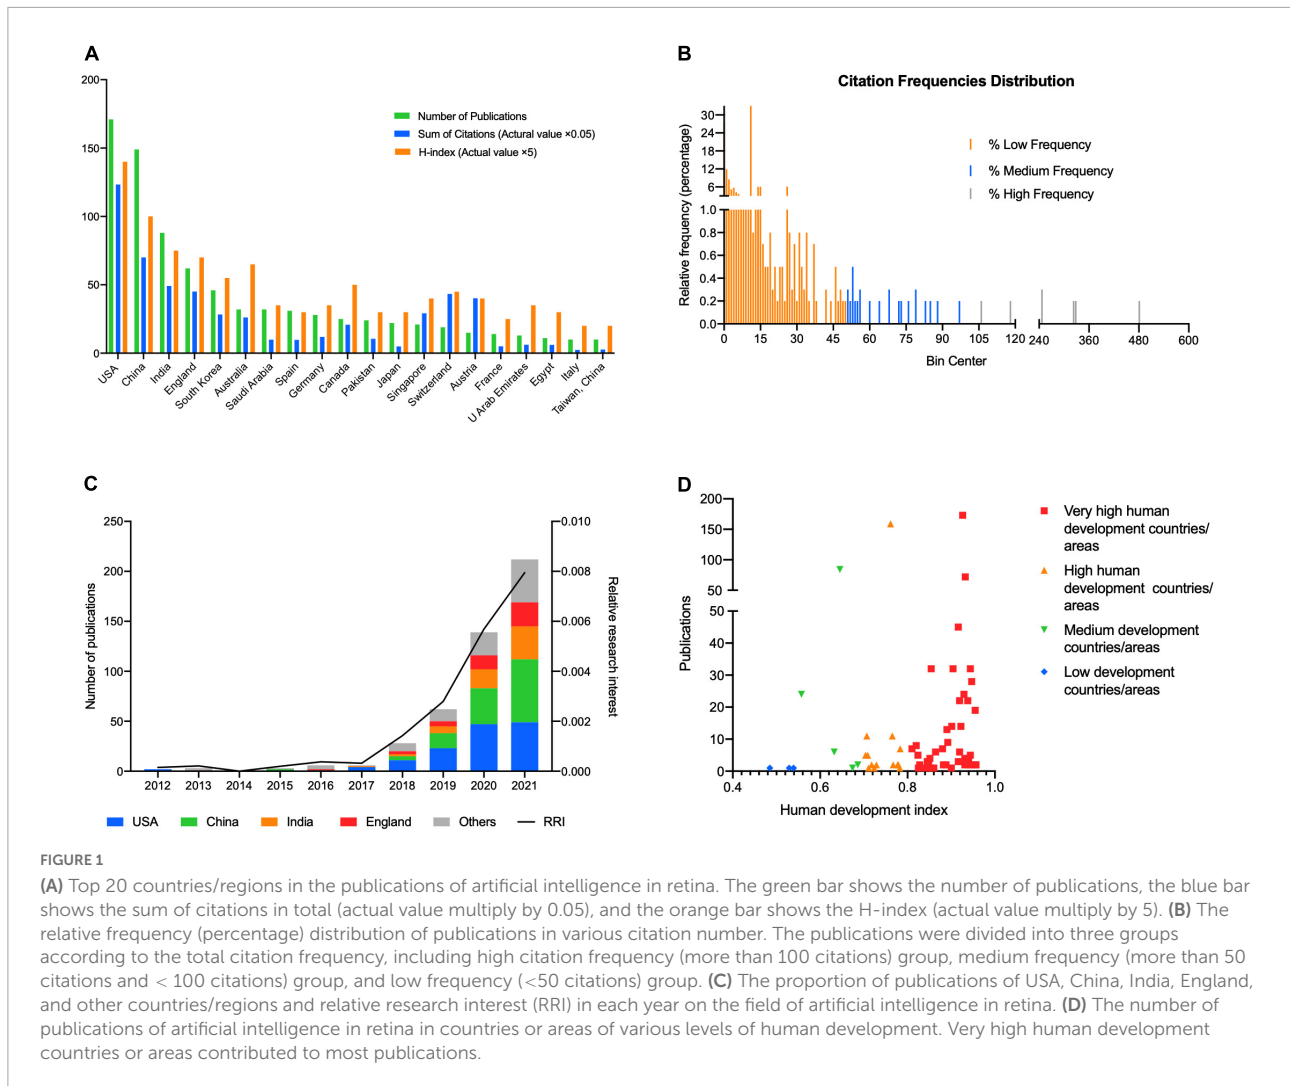 A
200
150
100
50
0
Number of Publications
Sum of Citations (Actural value ×0.05)
H-index (Actual value ×5)
USA
China
India
England
South Korea
Australia
Saudi Arabia
Spain
Germany
Canada
Pakistan
Japan
Singapore
Switzerland
Austria
France
U Arab Emirates
Egypt
Italy
Taiwan, China
B
Citation Frequencies Distribution
Relative frequency (percentage)
30
24
18
12
6
1.0
0.8
0.6
0.4
0.2
0.0
% Low Frequency
% Medium Frequency
% High Frequency
0 15 30 45 60 75 90 105 120 240 360 480 600
Bin Center
C
Number of publications
250
200
150
100
50
0
0.010
0.008
0.006
0.004
0.002
0.000
Relative research interest
2012 2013 2014 2015 2016 2017 2018 2019 2020 2021
USA China India England Others RRI
D
Publications
200
150
100
50
50
40
30
20
10
0
0.4 0.6 0.8 1.0
Human development index
Very high human
development countries/
areas
High human
development countries/
areas
Medium development
countries/areas
Low development
countries/areas
FIGURE 1
(A) Top 20 countries/regions in the publications of artificial intelligence in retina. The green bar shows the number of publications, the blue bar
shows the sum of citations in total (actual value multiply by 0.05), and the orange bar shows the H-index (actual value multiply by 5). (B) The
relative frequency (percentage) distribution of publications in various citation number. The publications were divided into three groups
according to the total citation frequency, including high citation frequency (more than 100 citations) group, medium frequency (more than 50
citations and < 100 citations) group, and low frequency (<50 citations) group. (C) The proportion of publications of USA, China, India, England,
and other countries/regions and relative research interest (RRI) in each year on the field of artificial intelligence in retina. (D) The number of
publications of artificial intelligence in retina in countries or areas of various levels of human development. Very high human development
countries or areas contributed to most publications.